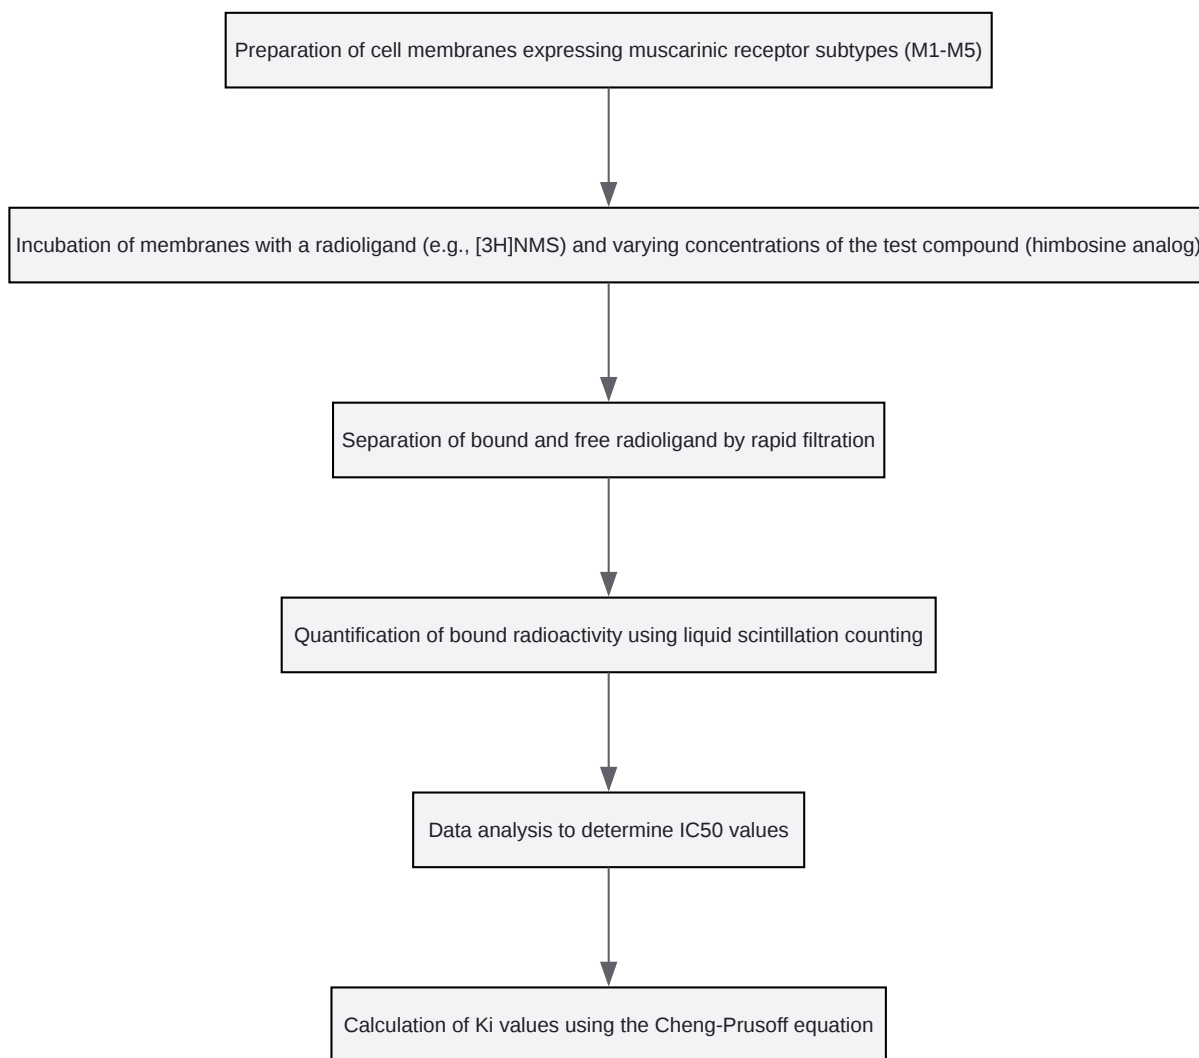 Preparation of cell membranes expressing muscarinic receptor subtypes (M1-M5)
Incubation of membranes with a radioligand (e.g., [3H]NMS) and varying concentrations of the test compound (himbosine analog)
Separation of bound and free radioligand by rapid filtration
Quantification of bound radioactivity using liquid scintillation counting
Data analysis to determine IC50 values
Calculation of Ki values using the Cheng-Prusoff equation